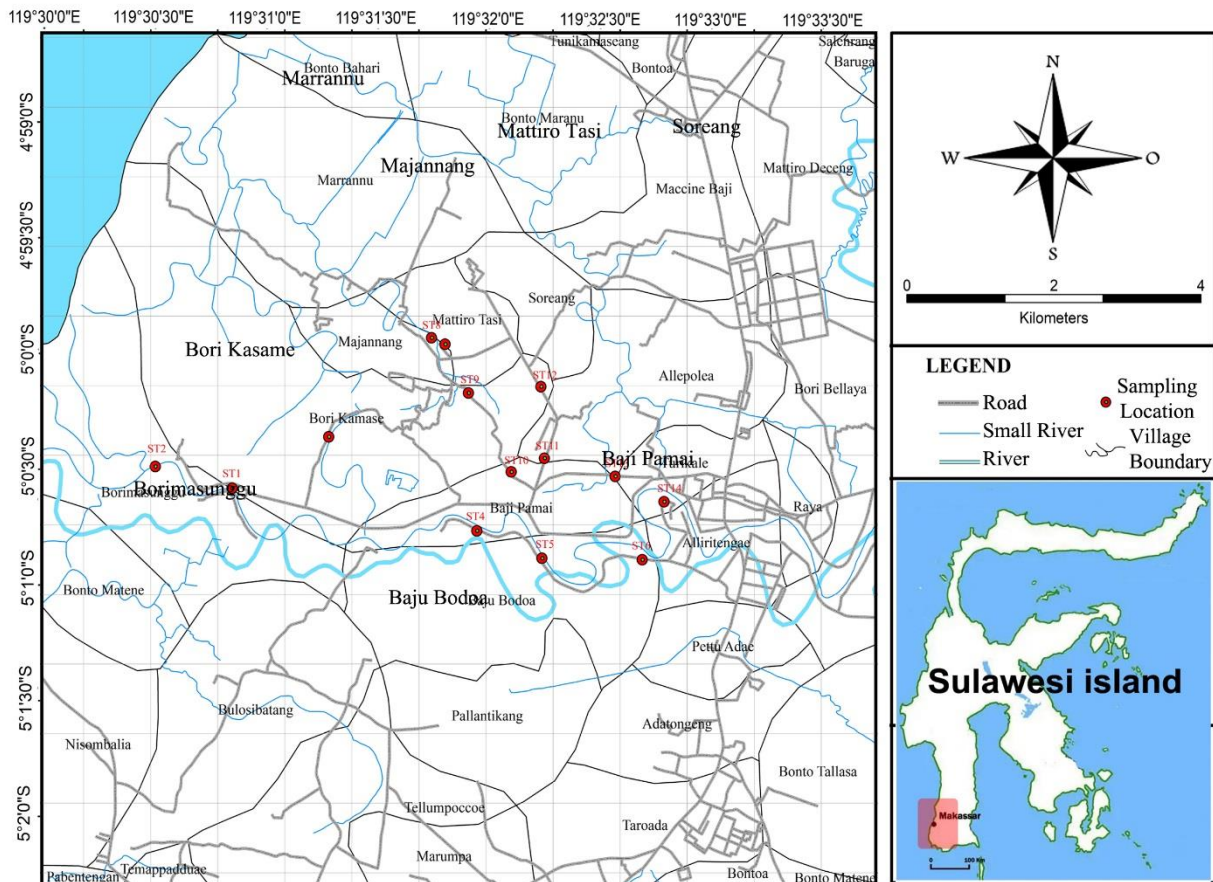 119°30'0"E 119°30'30"E 119°31'0"E 119°31'30"E 119°32'0"E 119°32'30"E 119°33'0"E 119°33'30"E
4°59'0"S
4°59'30"S
5°0'0"S
5°0'30"S
5°1'0"S
5°1'30"S
5°2'0"S
Tunikamaseang
Salenrang
Bonto Bahari
Bontoa
Baruga
Marrannu
Bonto Maranu
Mattiro Tasi
Soreang
Majannang
Mattiro Deceng
Marrannu
Maccine Baji
Soreang
Mattiro Tasi
ST8
Majannang
Bori Kasame
ST9
ST12
Allepolea
Bori Bellaya
Bori Kamase
ST2
ST11
ST10
Baji Pamai
Turikale
ST1
Borimasunggu
Borimasunggu
ST14
Baji Pamai
Raya
ST4
ST5
ST6
Alliritengae
Bonto Matene
Baju Bodoa
Baju Bodoa
Pettu Adae
Bulosibatang
Pallantikang
Adatongeng
Nisombalia
Bonto Tallasa
Tellumpoccoe
Taroada
Marumpa
Temappadduae
Pabentengan
Bontoa
Bonto Matene
N
W O
S
0 2 4
Kilometers
LEGEND
Road
Small River
River
Sampling
Location
Village
Boundary
Sulawesi island
Makassar
0 100 Km